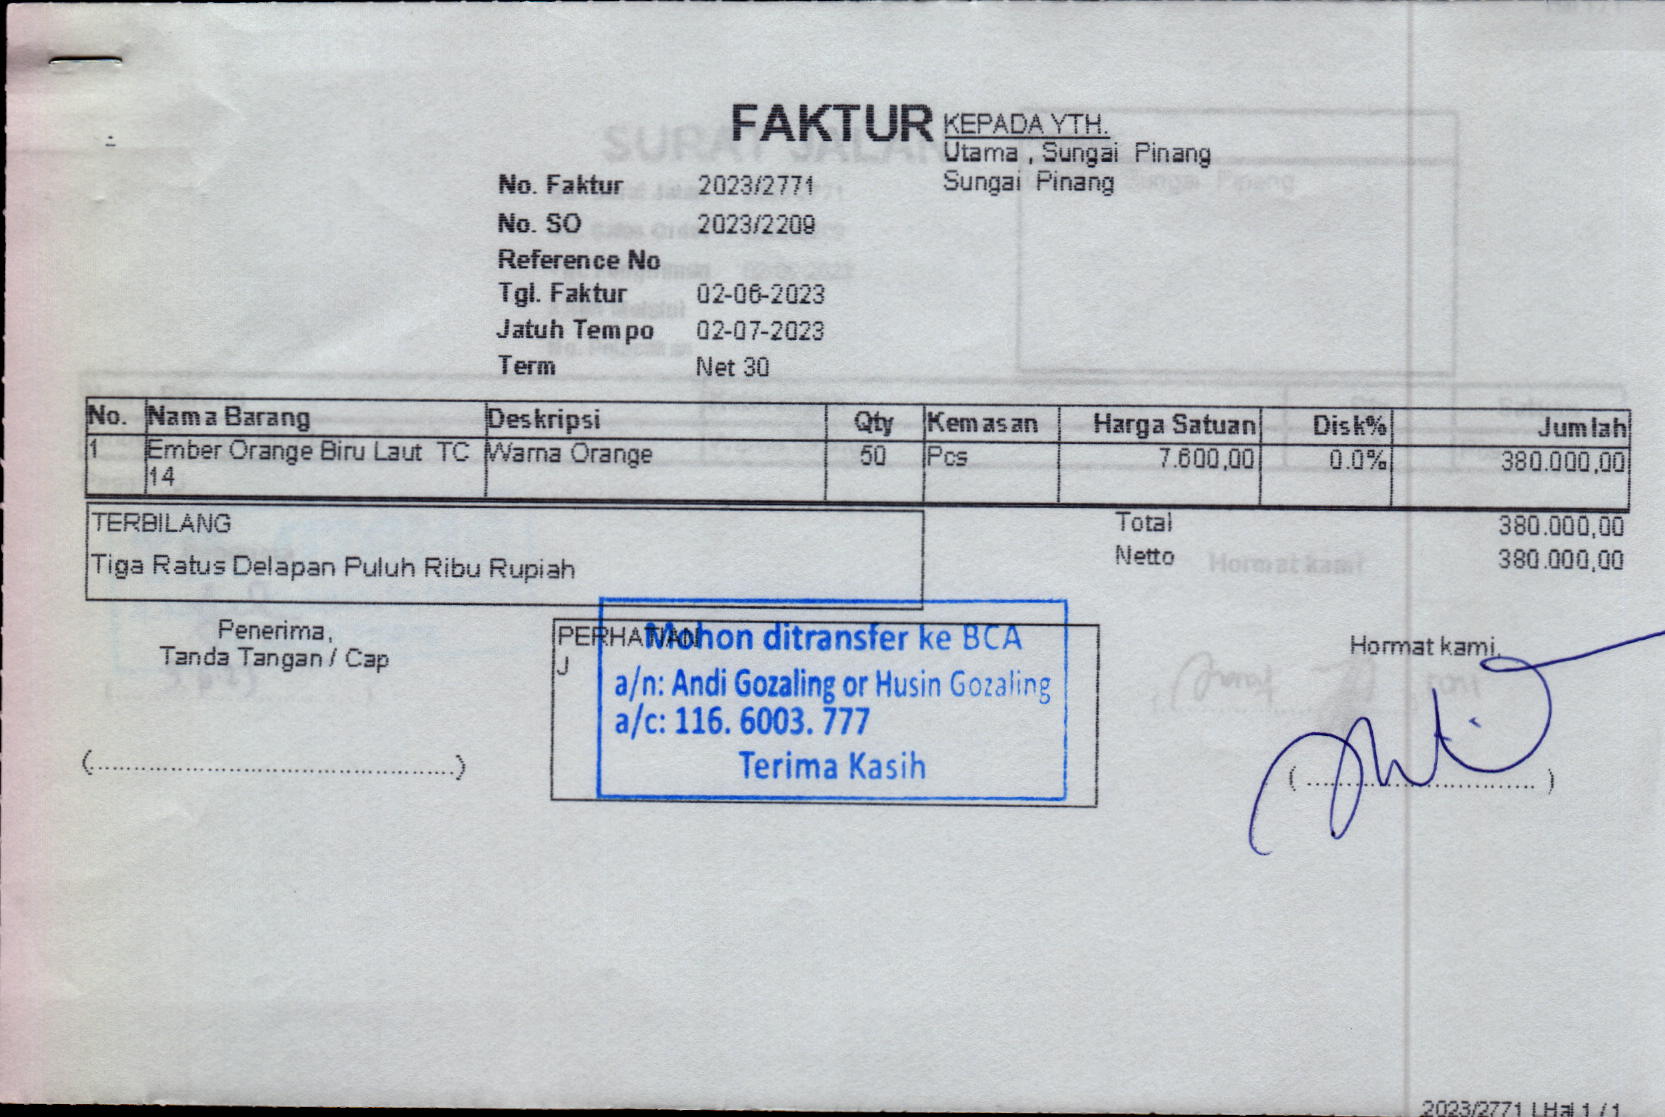 FAKTUR
KEPADA YTH.
Utama , Sungai Pinang
Sungai Pinang
No. Faktur 2023/2771
No. SO 2023/2209
Reference No
Tgl. Faktur 02-06-2023
Jatuh Tempo 02-07-2023
Term Net 30
No. Nama Barang Deskripsi Qty Kemasan Harga Satuan Disk% Jumlah
1 Ember Orange Biru Laut TC Warna Orange 50 Pcs 7.600,00 0.0% 380.000,00
14
TERBILANG
Tiga Ratus Delapan Puluh Ribu Rupiah
Total 380.000,00
Netto 380.000,00
Penerima,
Tanda Tangan / Cap
(................................................)
PERHATIAN
J
Mohon ditransfer ke BCA
a/n: Andi Gozaling or Husin Gozaling
a/c: 116. 6003. 777
Terima Kasih
Hormat kami,
(..............................)
2023/2771 LHal 1 / 1